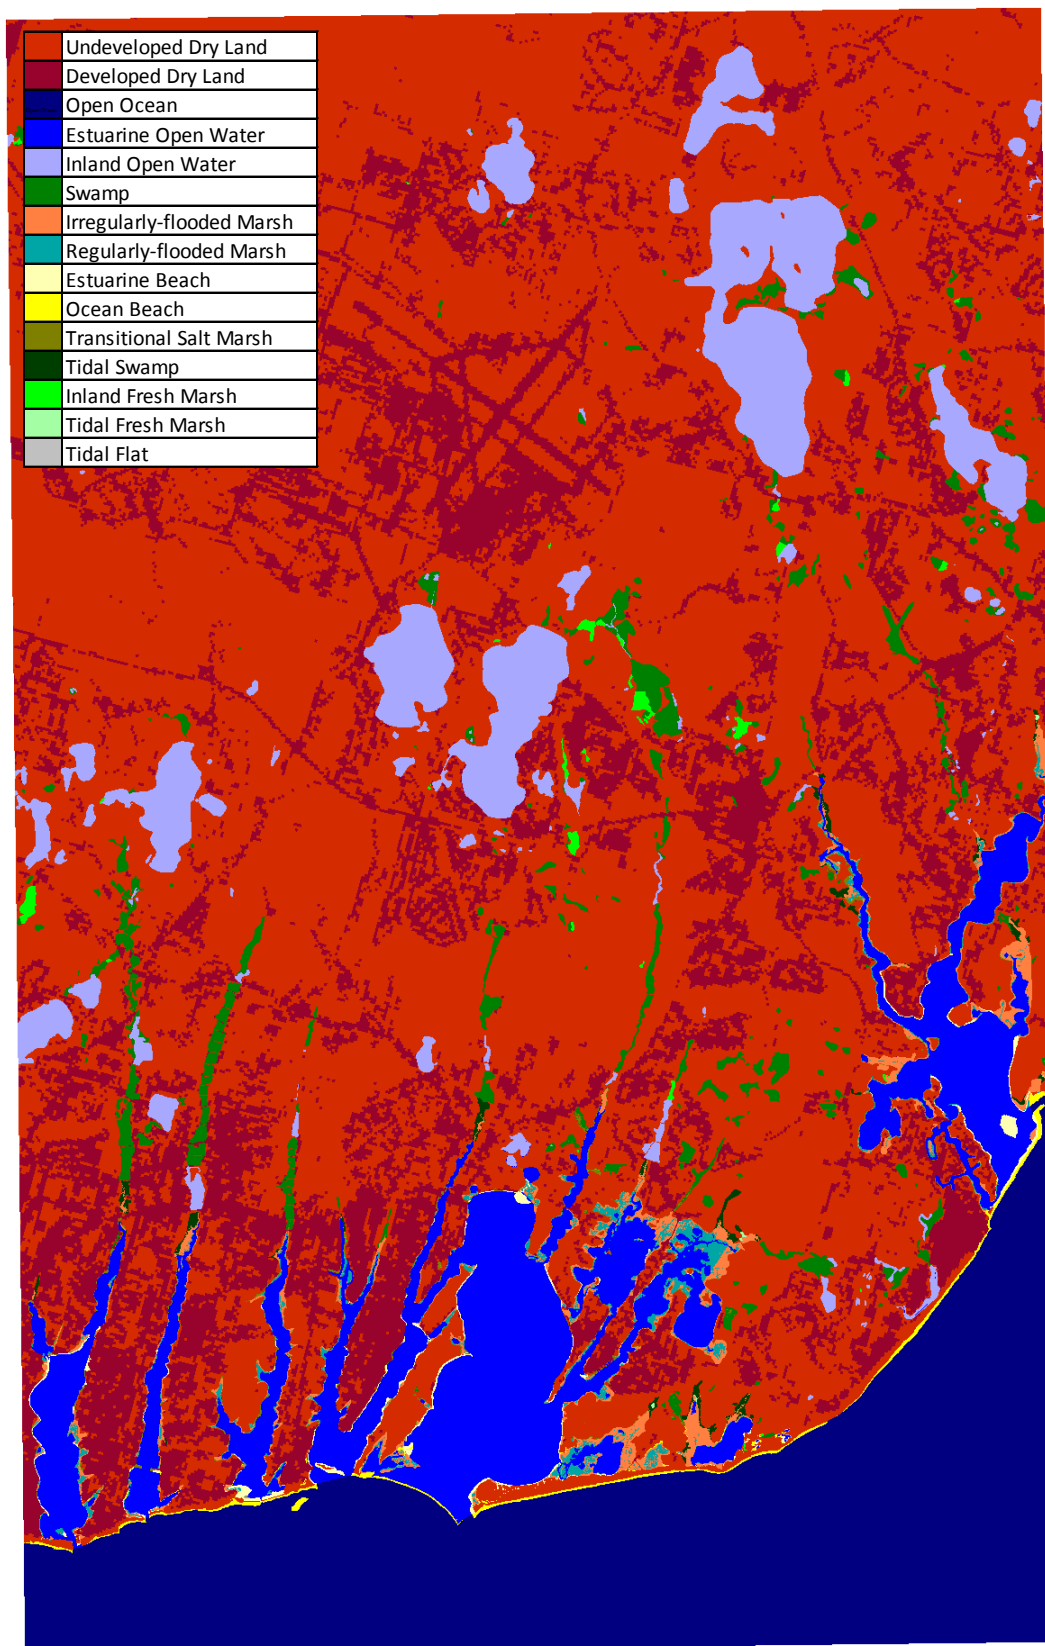 Undeveloped Dry Land
Developed Dry Land
Open Ocean
Estuarine Open Water
Inland Open Water
Swamp
Irregularly-flooded Marsh
Regularly-flooded Marsh
Estuarine Beach
Ocean Beach
Transitional Salt Marsh
Tidal Swamp
Inland Fresh Marsh
Tidal Fresh Marsh
Tidal Flat